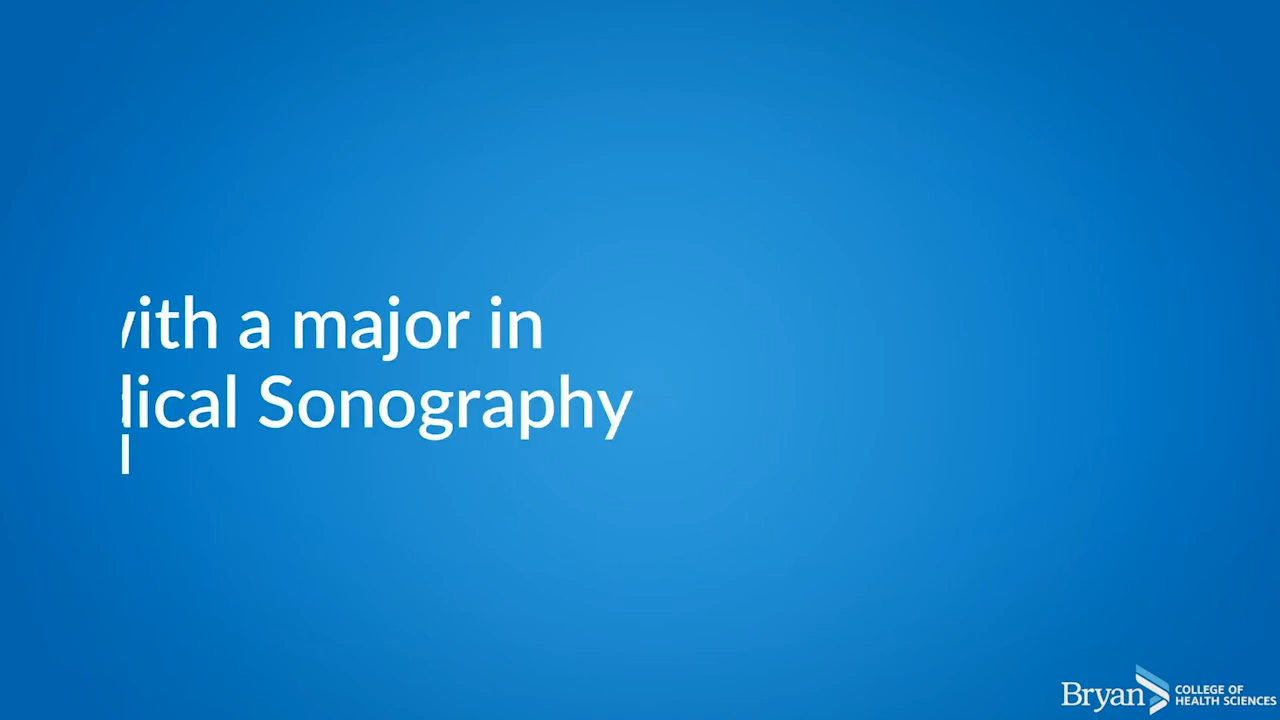 ith a major in
lical Sonography
Bryan
COLLEGE OF
HEALTH SCIENCES